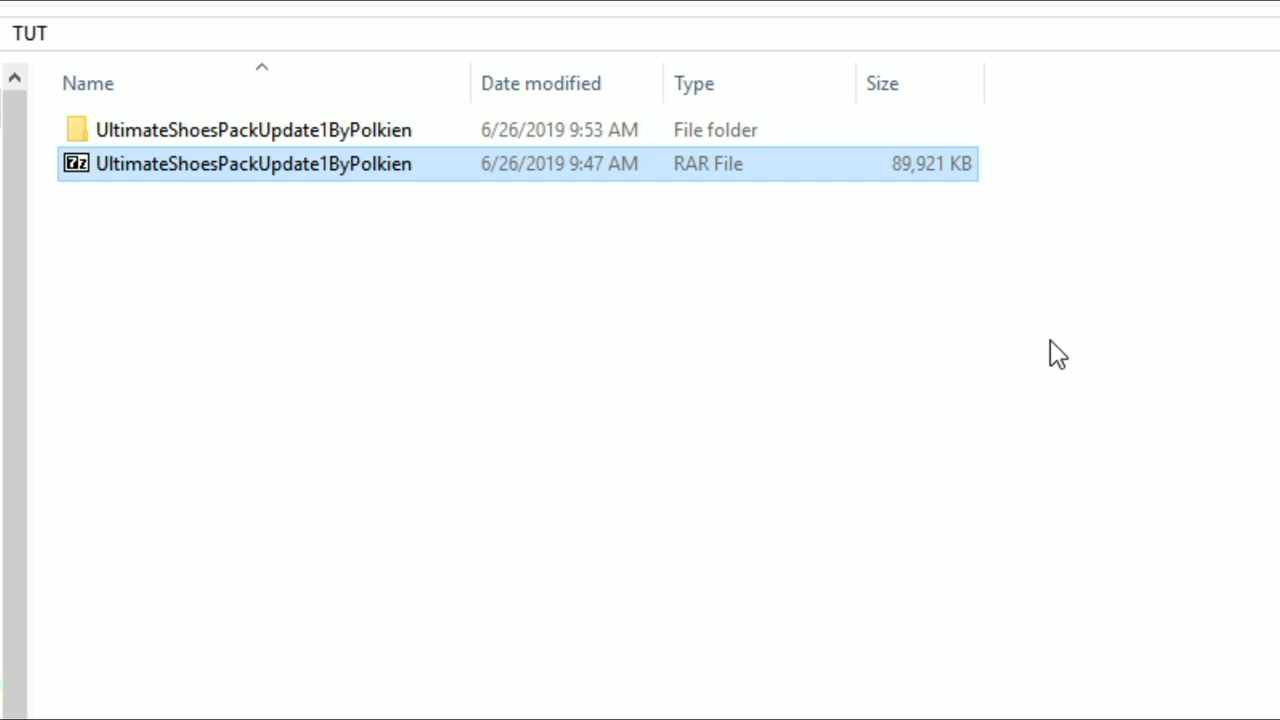 TUT
Name Date modified Type Size
UltimateShoesPackUpdate1ByPolkien 6/26/2019 9:53 AM File folder
7z UltimateShoesPackUpdate1ByPolkien 6/26/2019 9:47 AM RAR File 89,921 KB